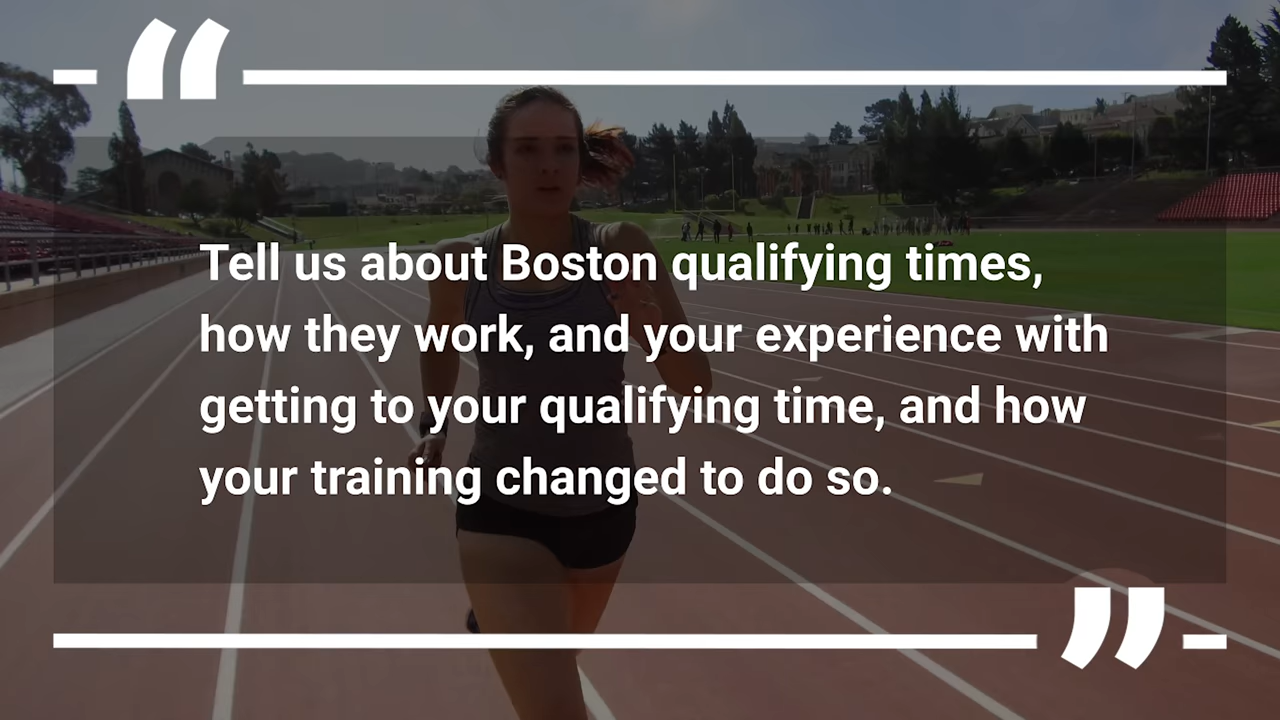 Tell us about Boston qualifying times,
how they work, and your experience with
getting to your qualifying time, and how
your training changed to do so.